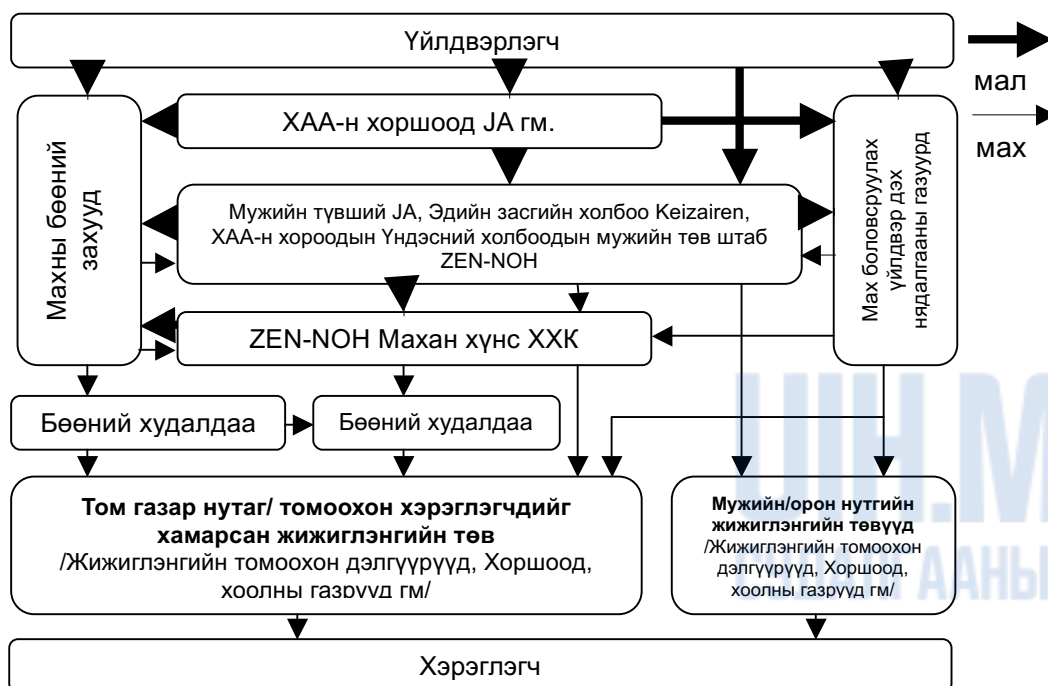 Үйлдвэрлэгч
мал
мах
Махны бөөний
захууд
ХАА-н хоршоод JA гм.
Мах боловсруулах
үйлдвэр дэх
нядалгааны газуурд
Мужийн түвший JA, Эдийн засгийн холбоо Keizairen,
ХАА-н хороодын Үндэсний холбоодын мужийн төв штаб
ZEN-NOH
ZEN-NOH Махан хүнс ХХК
Бөөний худалдаа
Бөөний худалдаа
Том газар нутаг/ томоохон хэрэглэгчдийг
хамарсан жижиглэнгийн төв
/Жижиглэнгийн томоохон дэлгүүрүүд, Хоршоод,
хоолны газрууд гм/
Мужийн/орон нутгийн
жижиглэнгийн төвүүд
/Жижиглэнгийн томоохон
дэлгүүрүүд, Хоршоод,
хоолны газрууд гм/
Хэрэглэгч